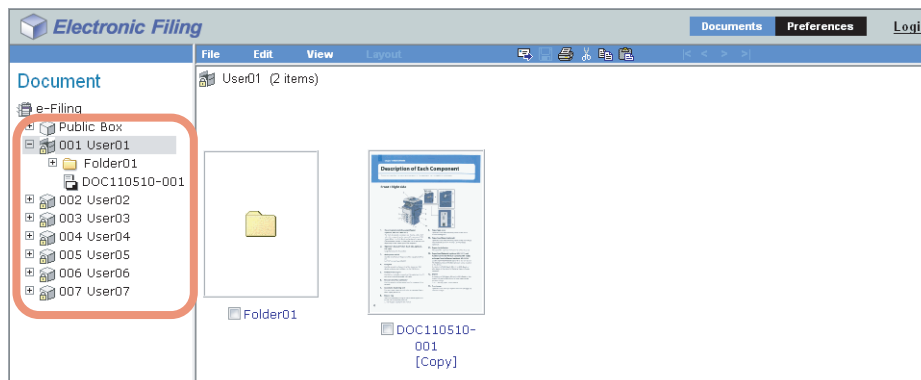 Electronic Filing
Documents Preferences Logi
File Edit View Layout |< < > >|
Document
User01 (2 items)
e-Filing
Public Box
001 User01
Folder01
DOC110510-001
002 User02
003 User03
004 User04
005 User05
006 User06
007 User07
Description of Each Component
Folder01
DOC110510-
001
[Copy]